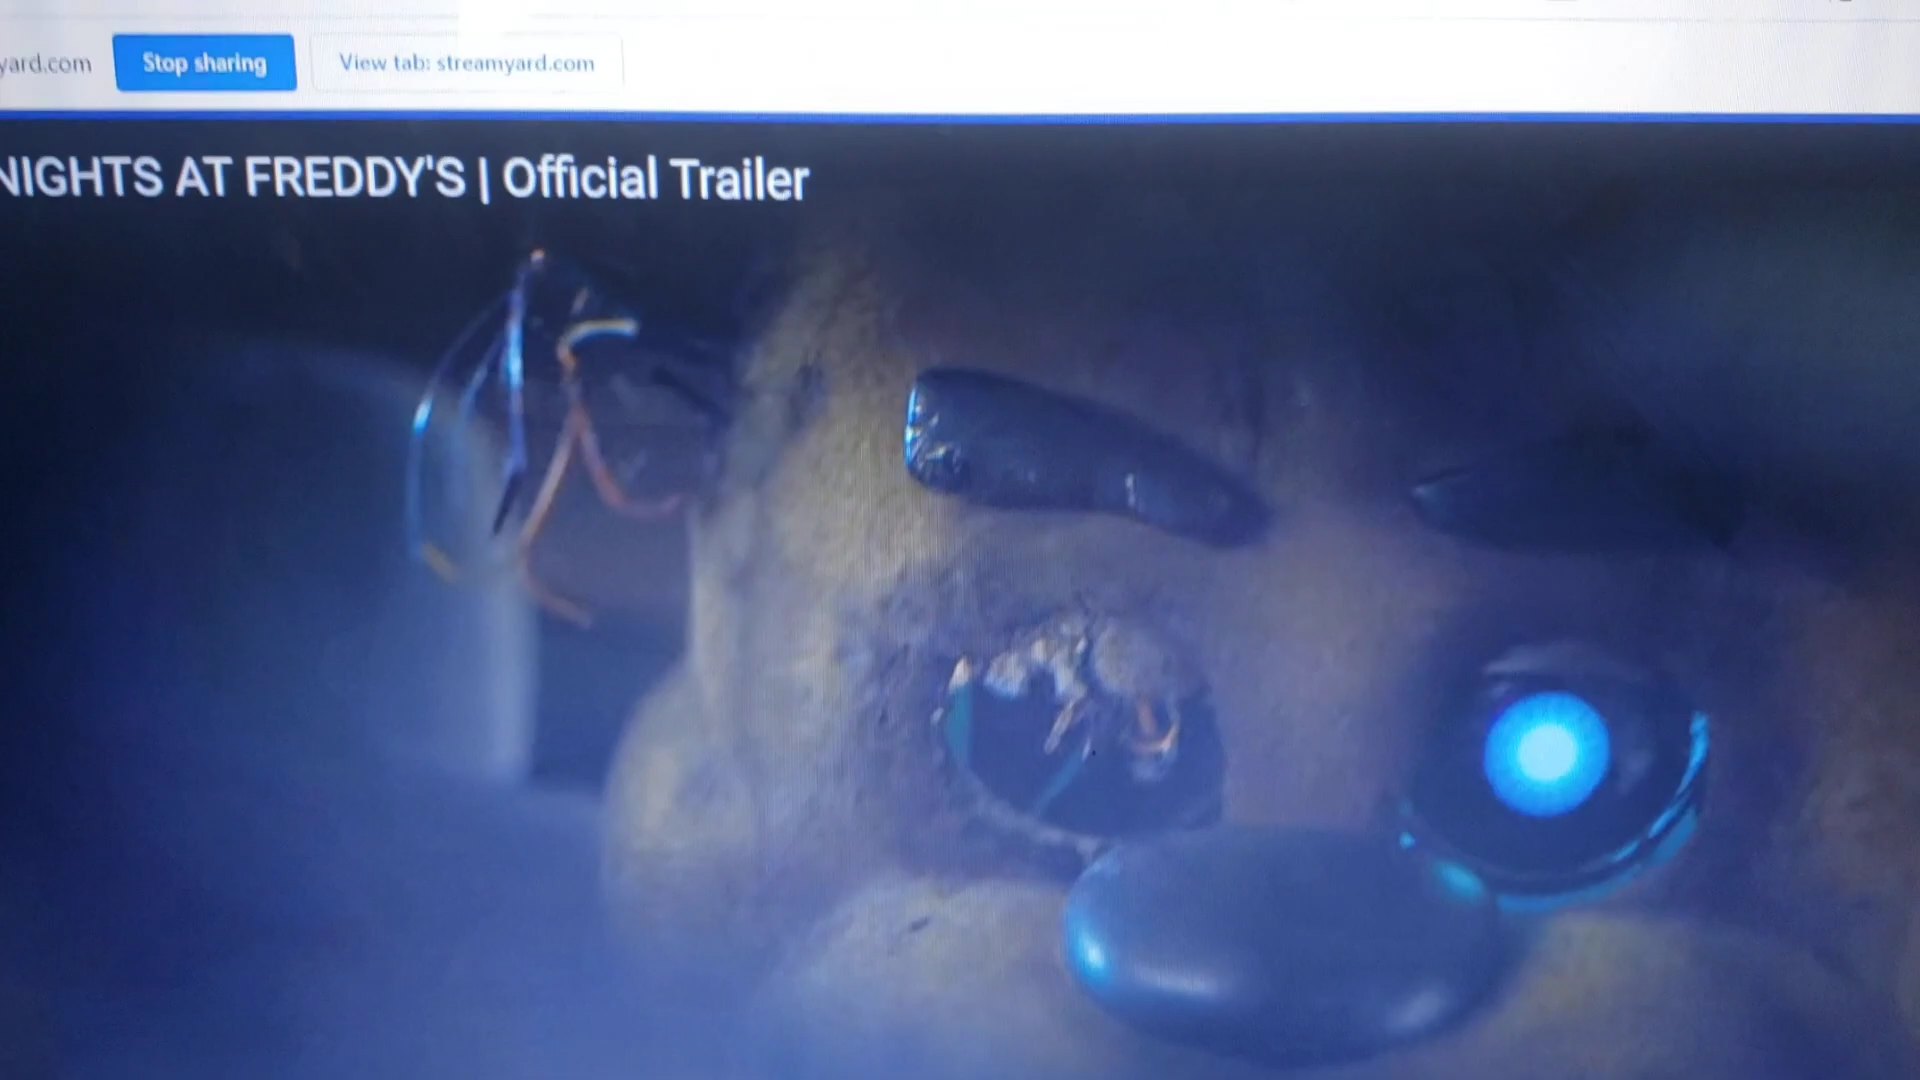 yard.com Stop sharing View tab: streamyard.com
NIGHTS AT FREDDY'S | Official Trailer